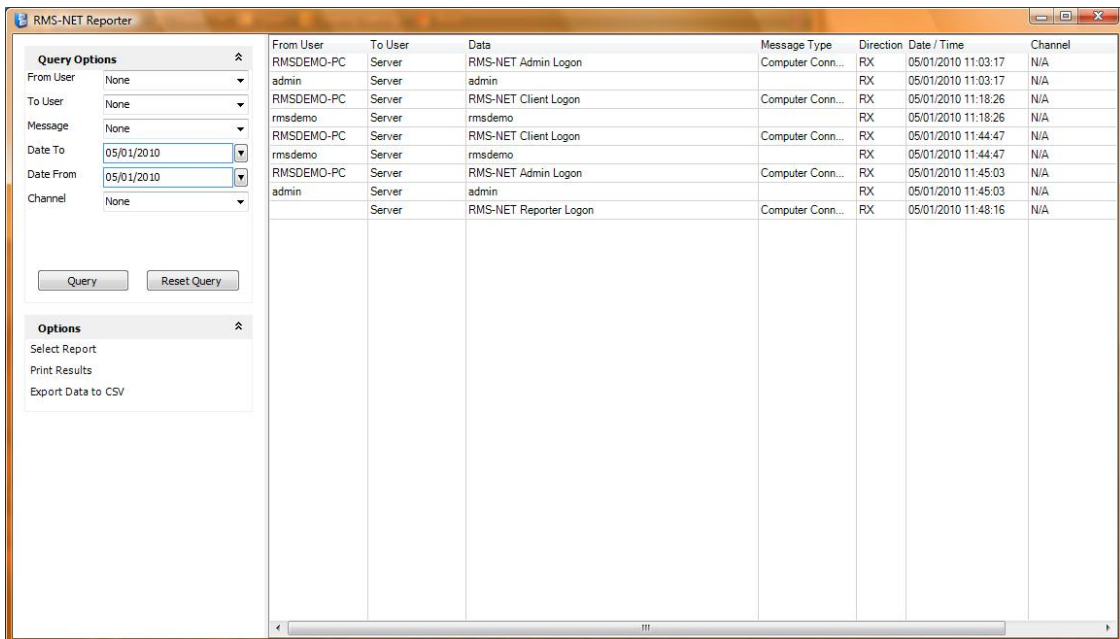 RMS-NET Reporter
Query Options
From User None
To User None
Message None
Date To 05/01/2010
Date From 05/01/2010
Channel None
Query Reset Query
Options
Select Report
Print Results
Export Data to CSV
From User To User Data Message Type Direction Date / Time Channel
RMSDEMO-PC Server RMS-NET Admin Logon Computer Conn... RX 05/01/2010 11:03:17 N/A
admin Server admin RX 05/01/2010 11:03:17 N/A
RMSDEMO-PC Server RMS-NET Client Logon Computer Conn... RX 05/01/2010 11:18:26 N/A
rmsdemo Server rmsdemo RX 05/01/2010 11:18:26 N/A
RMSDEMO-PC Server RMS-NET Client Logon Computer Conn... RX 05/01/2010 11:44:47 N/A
rmsdemo Server rmsdemo RX 05/01/2010 11:44:47 N/A
RMSDEMO-PC Server RMS-NET Admin Logon Computer Conn... RX 05/01/2010 11:45:03 N/A
admin Server admin RX 05/01/2010 11:45:03 N/A
Server RMS-NET Reporter Logon Computer Conn... RX 05/01/2010 11:48:16 N/A